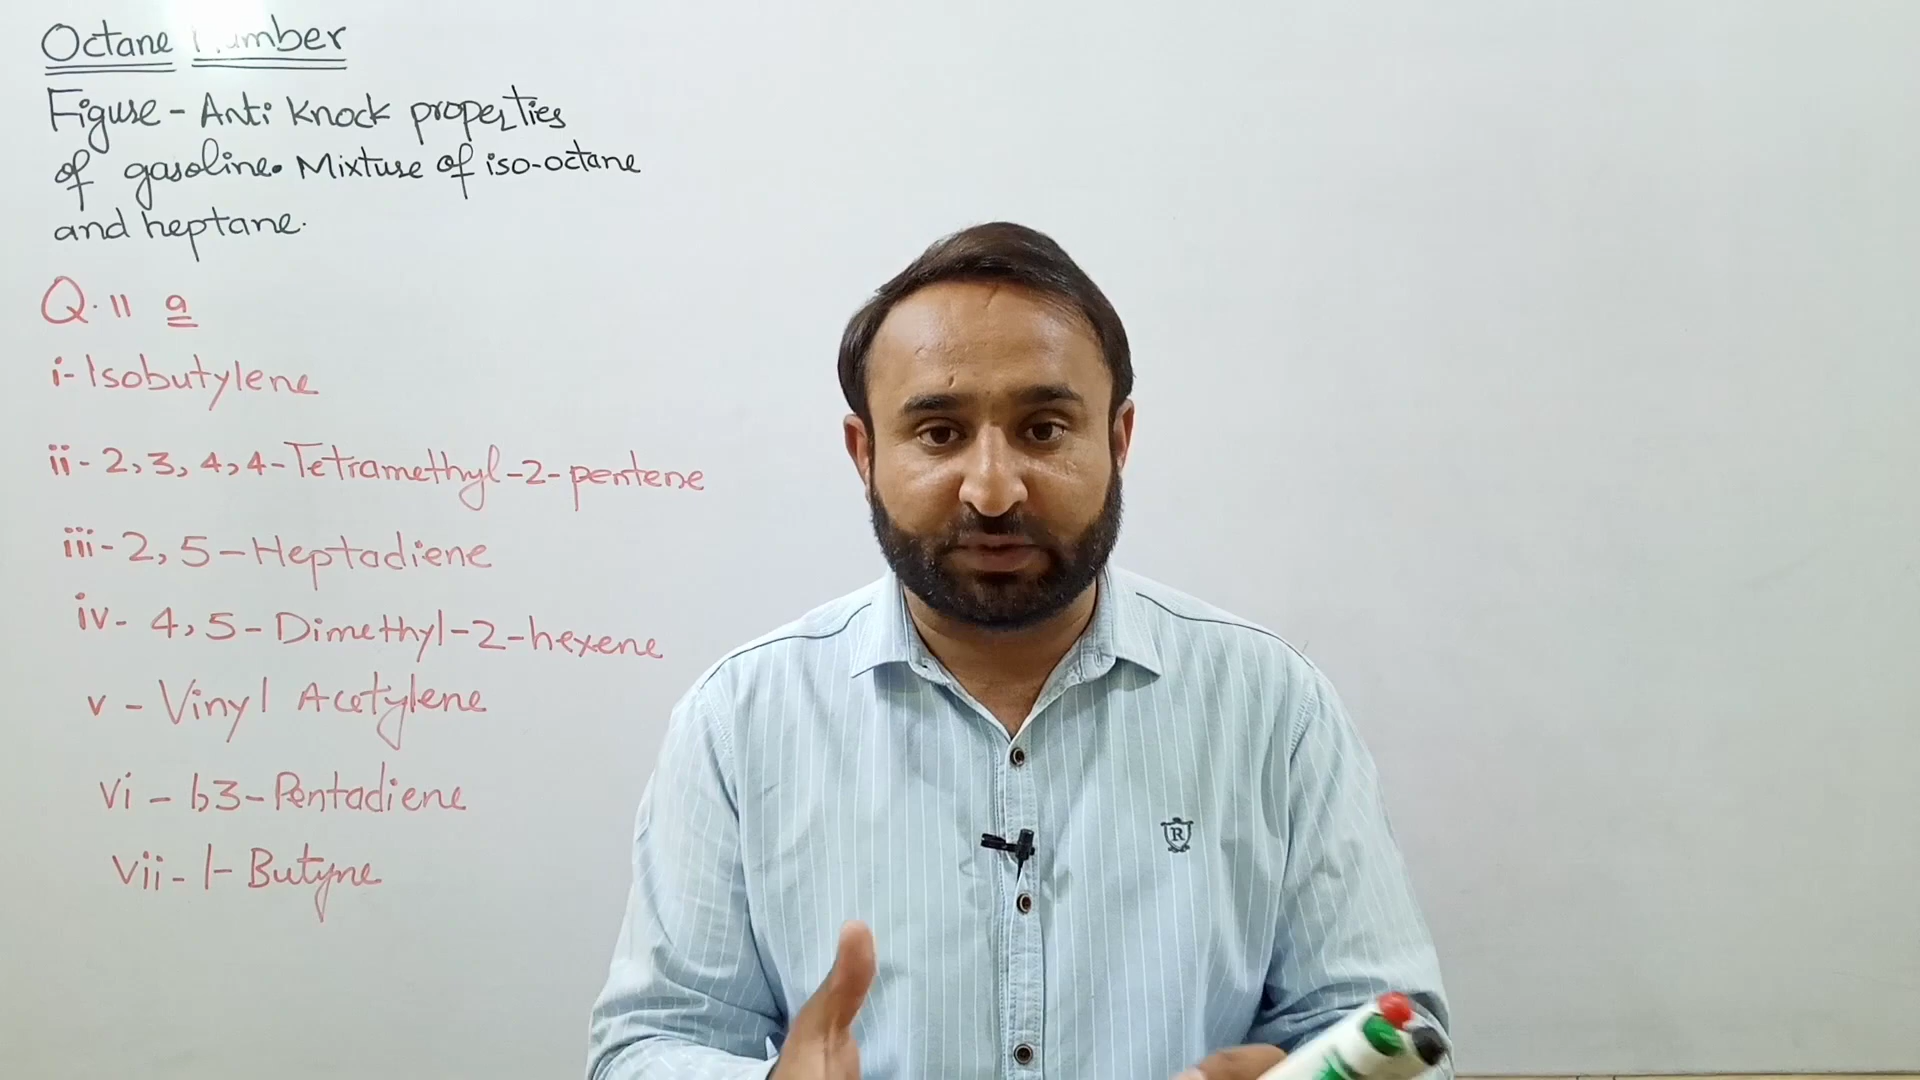 Octane Number
Figure - Anti Knock properties
of gasoline. Mixture of iso-octane
and heptane.
Q.11 a
i- Isobutylene
ii- 2,3,4,4-Tetramethyl-2-pentene
iii- 2,5-Heptadiene
iv- 4,5-Dimethyl-2-hexene
v - Vinyl Acetylene
vi - 1,3-Pentadiene
vii- 1-Butyne
R